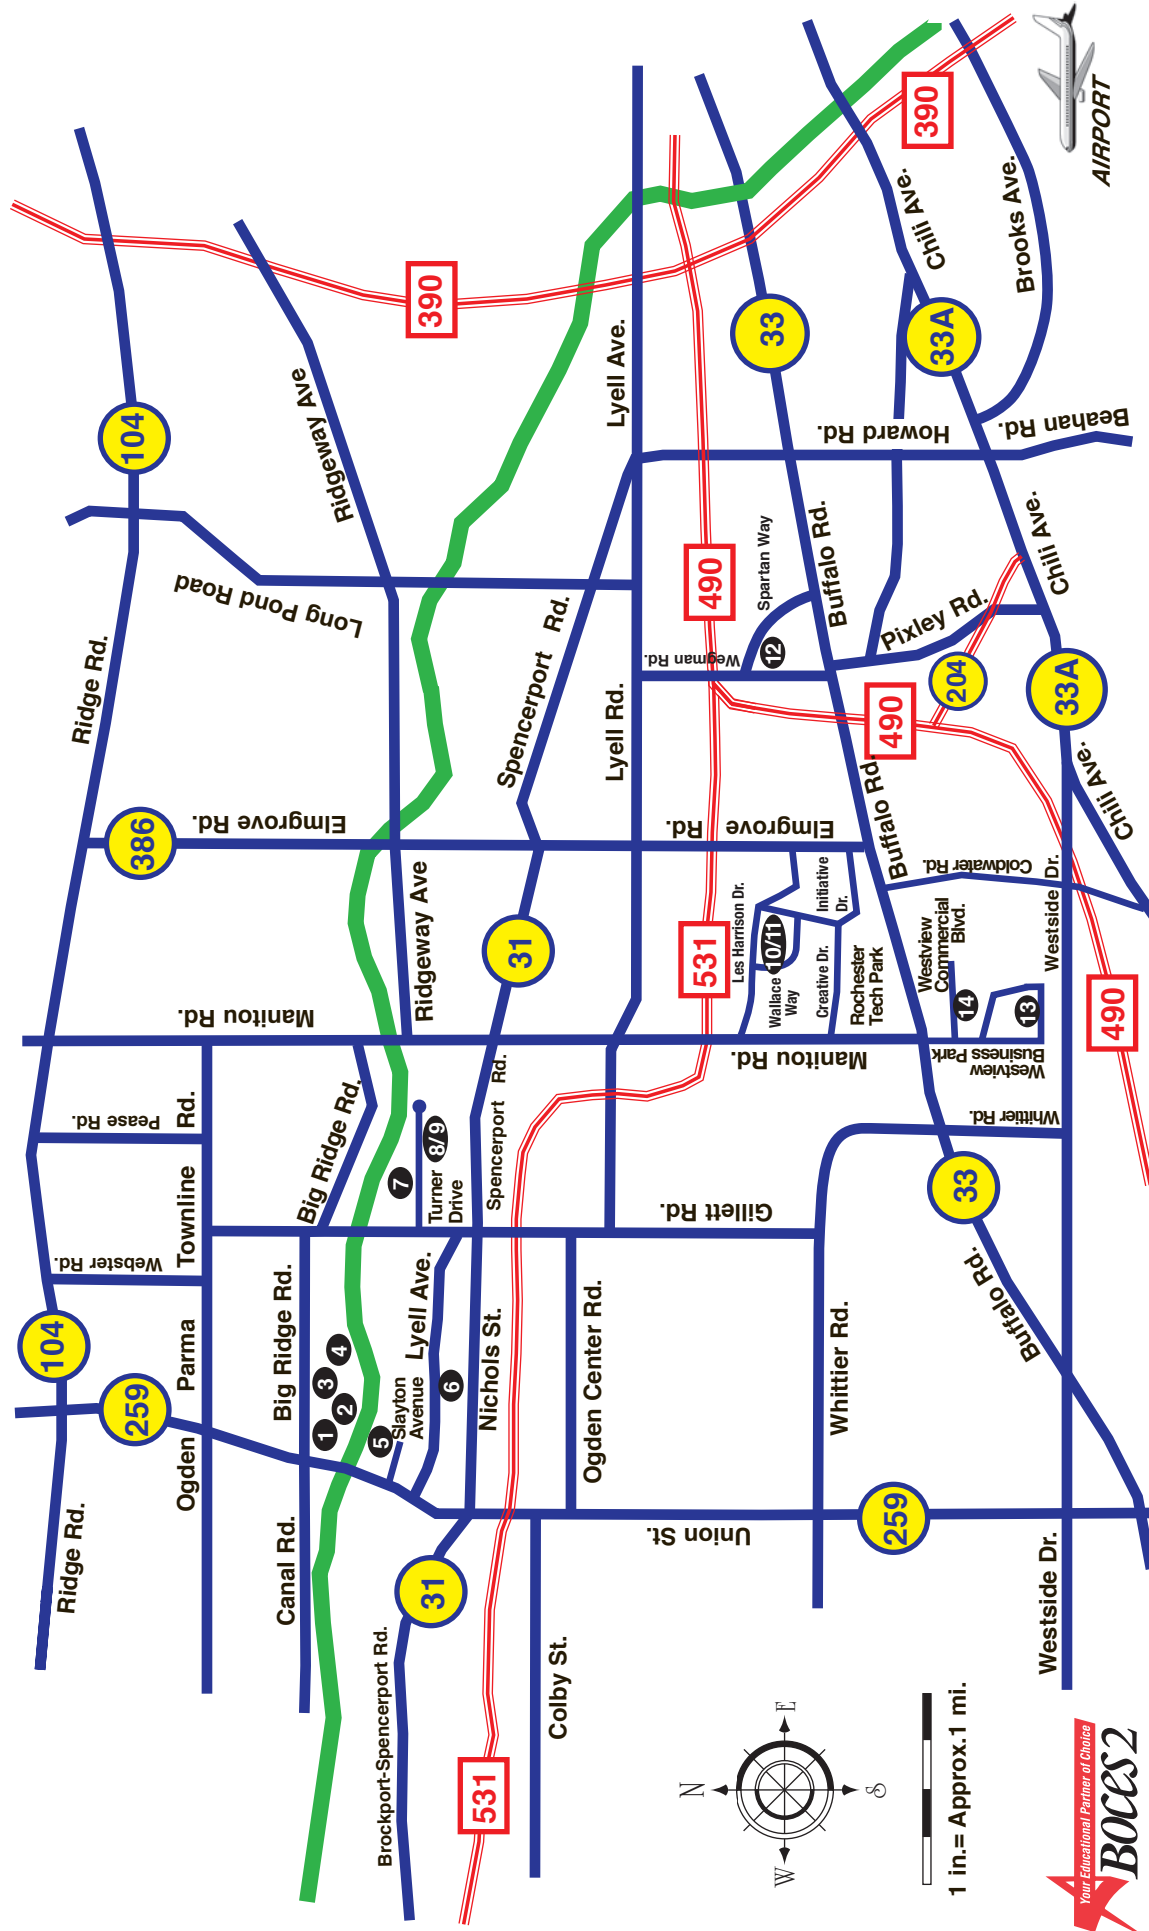 Ridge Rd.
104
259
Webster Rd.
Pease Rd.
Manitou Rd.
386
Elmgrove Rd.
Ridge Rd.
Long Pond Road
104
Ridgeway Ave
390
Ogden Parma Townline Rd.
Canal Rd.
Big Ridge Rd.
Big Ridge Rd.
Ridgeway Ave
1
2
3
4
5
6
7
8/9
Slayton
Avenue
Lyell Ave.
Turner
Drive
Brockport-Spencerport Rd.
31
Nichols St.
Spencerport Rd.
31
Spencerport Rd.
531
Colby St.
Union St.
Ogden Center Rd.
Gillett Rd.
Manitou Rd.
531
Elmgrove Rd.
Lyell Rd.
Lyell Ave.
490
Wegman Rd.
12
Spartan Way
Les Harrison Dr.
10/11
Wallace
Way
Creative Dr.
Initiative
Dr.
Rochester
Tech Park
Whittier Rd.
259
33
Buffalo Rd.
Whittier Rd.
Westview
Business Park
Westview
Commercial
Blvd.
14
13
Buffalo Rd.
Coldwater Rd.
490
204
Pixley Rd.
Buffalo Rd.
33
Howard Rd.
Beahan Rd.
Chili Ave.
33A
Brooks Ave.
390
AIRPORT
Westside Dr.
Westside Dr.
490
Chili Ave.
33A
Chili Ave.
N
E
S
W
1 in.= Approx.1 mi.
Your Educational Partner of Choice
BOCES 2